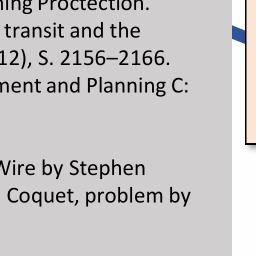 ning Proctection.
transit and the
12), S. 2156–2166.
ment and Planning C:
Wire by Stephen
Coquet, problem by